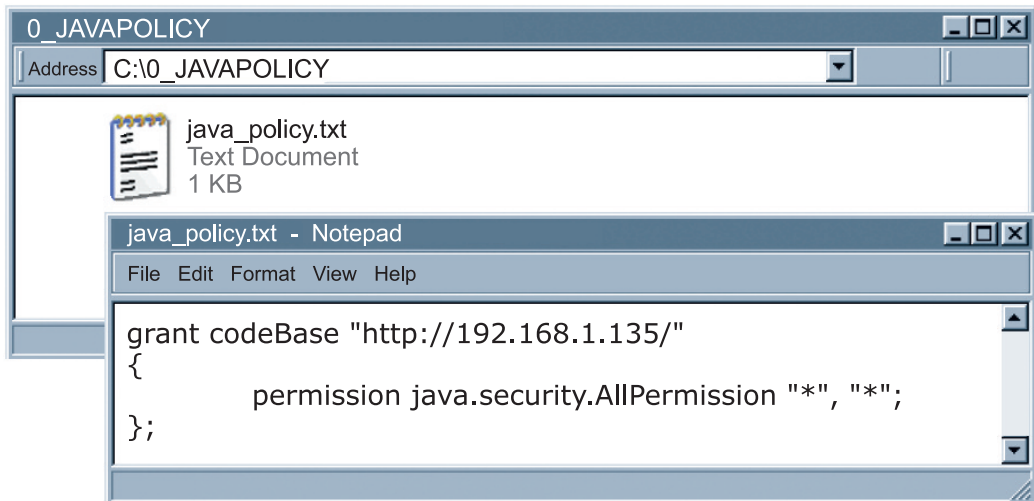 0_JAVAPOLICY
Address C:\0_JAVAPOLICY
java_policy.txt
Text Document
1 KB
java_policy.txt - Notepad
File Edit Format View Help
grant codeBase "http://192.168.1.135/"
{
permission java.security.AllPermission "*", "*";
};